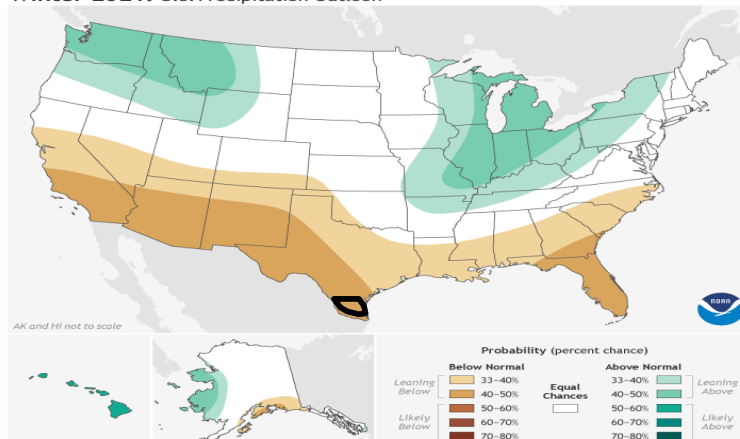 U.S. Precipitation Outlook
NOAA
AK and HI not to scale
Probability (percent chance)
Below Normal
Above Normal
Leaning Below
33-40%
40-50%
Equal Chances
33-40%
40-50%
Leaning Above
Likely Below
50-60%
60-70%
70-80%
50-60%
60-70%
70-80%
Likely Above